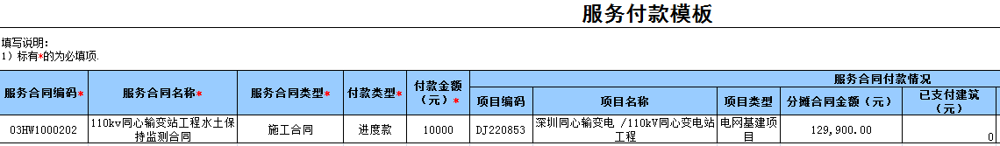 服务付款模板
填写说明：
1）标有*的为必填项.
服务合同编码* 服务合同名称* 服务合同类型* 付款类型* 付款金额（元）* 服务合同付款情况
项目编码 项目名称 项目类型 分摊合同金额（元） 已支付建筑（元）
03HW1000202 110kv同心输变站工程水土保持监测合同 施工合同 进度款 10000 DJ220853 深圳同心输变电 /110kV同心变电站工程 电网基建项目 129,900.00 0